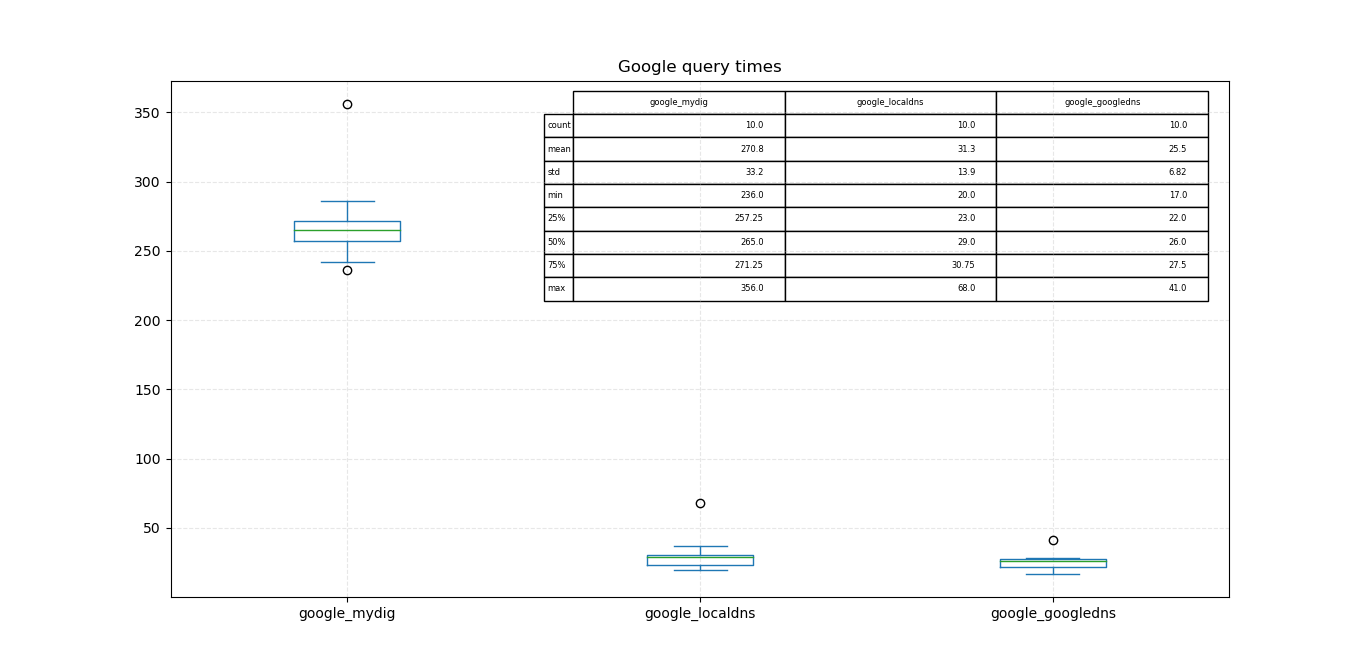 Google query times
google_mydig google_localdns google_googledns
count 10.0 10.0 10.0
mean 270.8 31.3 25.5
std 33.2 13.9 6.82
min 236.0 20.0 17.0
25% 257.25 23.0 22.0
50% 265.0 29.0 26.0
75% 271.25 30.75 27.5
max 356.0 68.0 41.0
350
300
250
200
150
100
50
google_mydig google_localdns google_googledns